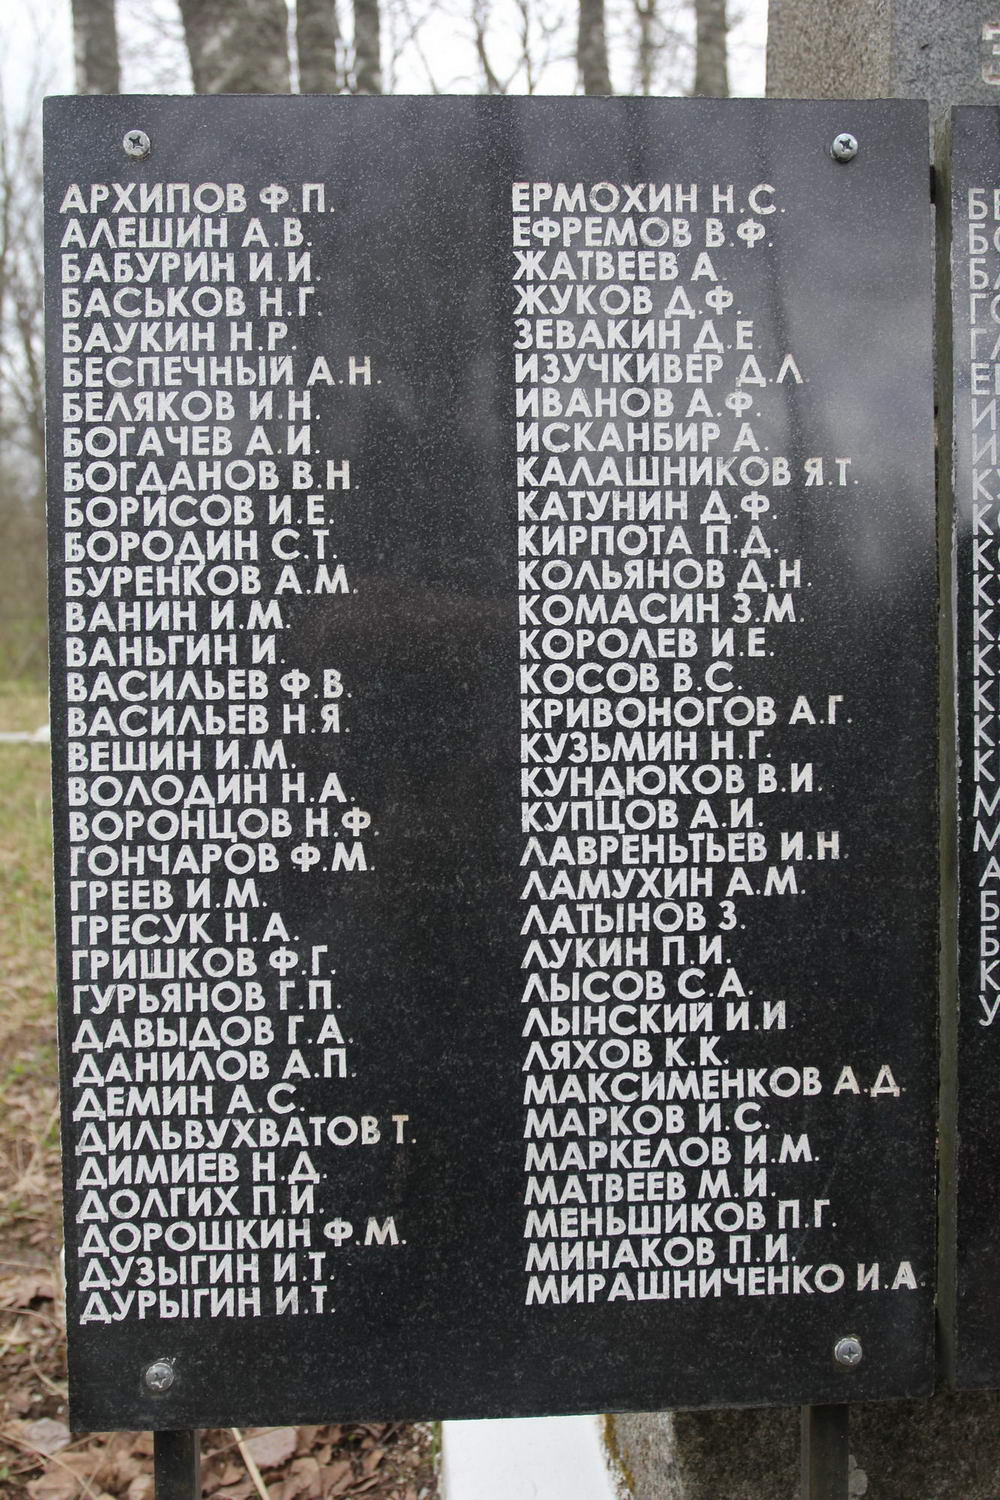 АРХИПОВ Ф.П.
АЛЕШИН А.В.
БАБУРИН И.И.
БАСЬКОВ Н.Г.
БАУКИН Н.Р.
БЕСПЕЧНЫЙ А.Н.
БЕЛЯКОВ И.Н.
БОГАЧЕВ А.И.
БОГДАНОВ В.Н.
БОРИСОВ И.Е.
БОРОДИН С.Т.
БУРЕНКОВ А.М.
ВАНИН И.М.
ВАНЬГИН И.
ВАСИЛЬЕВ Ф.В.
ВАСИЛЬЕВ Н.Я.
ВЕШИН И.М.
ВОЛОДИН Н.А.
ВОРОНЦОВ Н.Ф.
ГОНЧАРОВ Ф.М.
ГРЕЕВ И.М.
ГРЕСУК Н.А.
ГРИШКОВ Ф.Г.
ГУРЬЯНОВ Г.П.
ДАВЫДОВ Г.А.
ДАНИЛОВ А.П.
ДЕМИН А.С.
ДИЛЬВУХВАТОВ Т.
ДИМИЕВ Н.Д.
ДОЛГИХ П.И.
ДОРОШКИН Ф.М.
ДУЗЫГИН И.Т.
ДУРЫГИН И.Т.
ЕРМОХИН Н.С.
ЕФРЕМОВ В.Ф.
ЖАТВЕЕВ А.
ЖУКОВ Д.Ф.
ЗЕВАКИН Д.Е.
ИЗУЧКИВЕР Д.Л.
ИВАНОВ А.Ф.
ИСКАНБИР А.
КАЛАШНИКОВ Я.Т.
КАТУНИН Д.Ф.
КИРПОТА П.Д.
КОЛЬЯНОВ Д.Н.
КОМАСИН З.М.
КОРОЛЕВ И.Е.
КОСОВ В.С.
КРИВОНОГОВ А.Г.
КУЗЬМИН Н.Г.
КУНДЮКОВ В.И.
КУПЦОВ А.И.
ЛАВРЕНЬТЬЕВ И.Н.
ЛАМУХИН А.М.
ЛАТЫНОВ З.
ЛУКИН П.И.
ЛЫСОВ С.А.
ЛЫНСКИЙ И.И
ЛЯХОВ К.К.
МАКСИМЕНКОВ А.Д.
МАРКОВ И.С.
МАРКЕЛОВ И.М.
МАТВЕЕВ М.И.
МЕНЬШИКОВ П.Г.
МИНАКОВ П.И.
МИРАШНИЧЕНКО И.А.